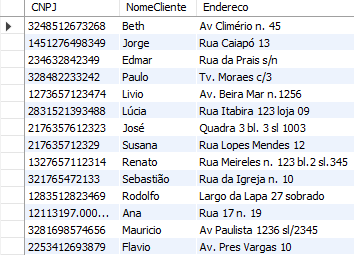 CNPJ NomeCliente Endereco
3248512673268 Beth Av Climério n. 45
1451276498349 Jorge Rua Caiapó 13
234632842349 Edmar Rua da Prais s/n
328482233242 Paulo Tv. Moraes c/3
1273657123474 Livio Av. Beira Mar n.1256
2831521393488 Lúcia Rua Itabira 123 loja 09
217635612323 José Quadra 3 bl. 3 sl 1003
217635712329 Susana Rua Lopes Mendes 12
1327657112314 Renato Rua Meireles n. 123 bl.2 sl.345
321765472133 Sebastião Rua da Igreja n. 10
1283512823469 Rodolfo Largo da Lapa 27 sobrado
12113197.000... Ana Rua 17 n. 19
3281698574656 Mauricio Av Paulista 1236 sl/2345
2253412693879 Flavio Av. Pres Vargas 10